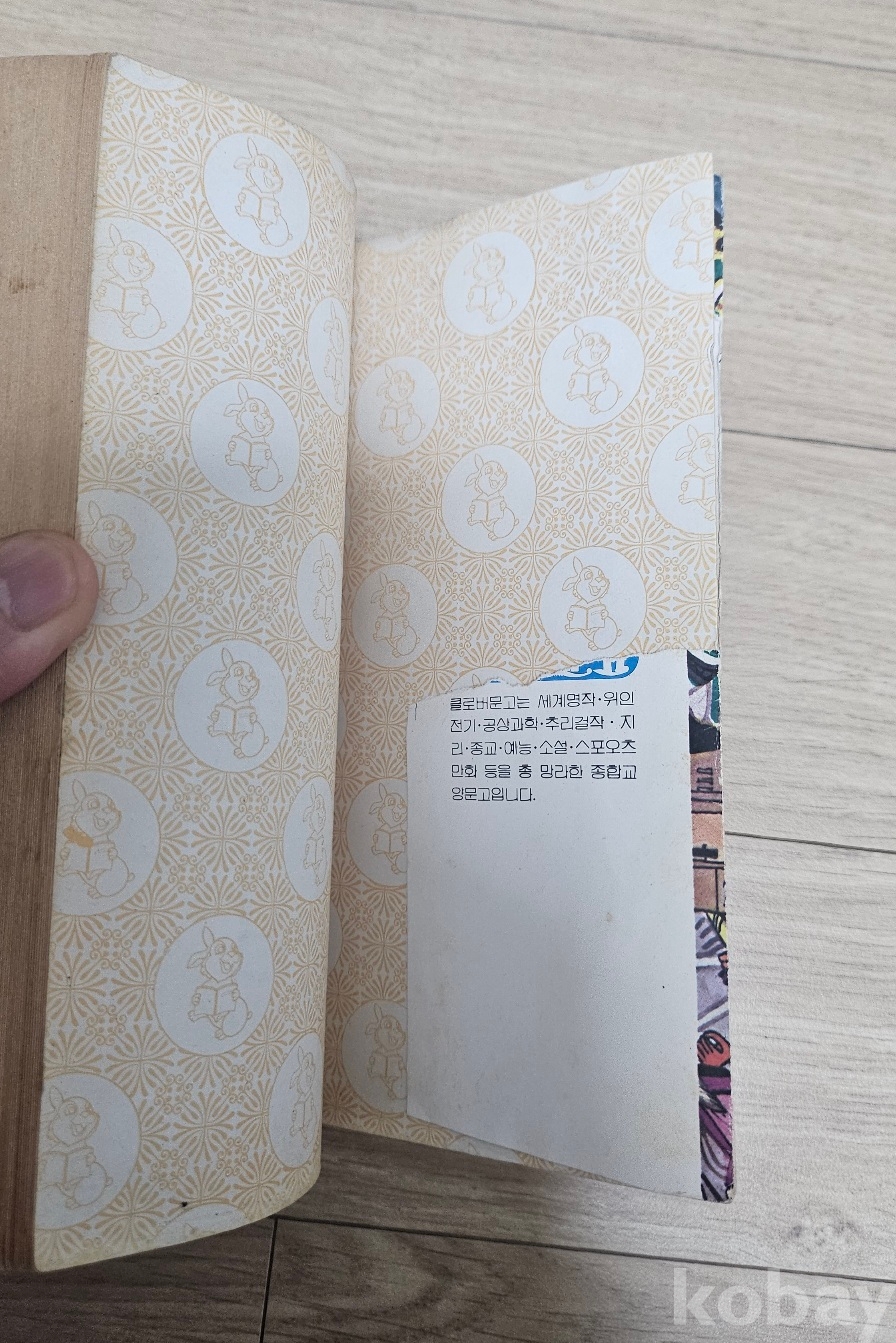 클로버문고는 세계명작·위인
전기·공상과학·추리걸작·지
리·종교·예능·소설·스포오츠
만화 등을 총 망라한 종합교
양문고입니다.
kobay